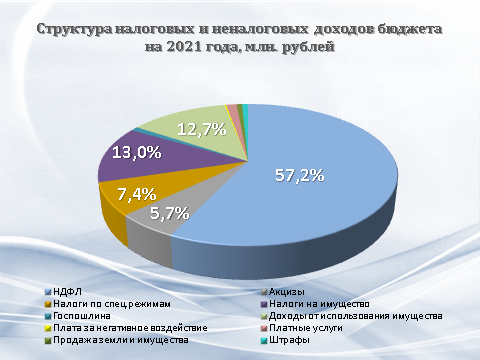 Структура налоговых и неналоговых доходов бюджета
на 2021 года, млн. рублей
12,7%
13,0%
57,2%
7,4%
5,7%
НДФЛ
Акцизы
Налоги по спец.режимам
Налоги на имущество
Госпошлина
Доходы от использования имущества
Плата за негативное воздействие
Платные услуги
Продажа земли и имущества
Штрафы